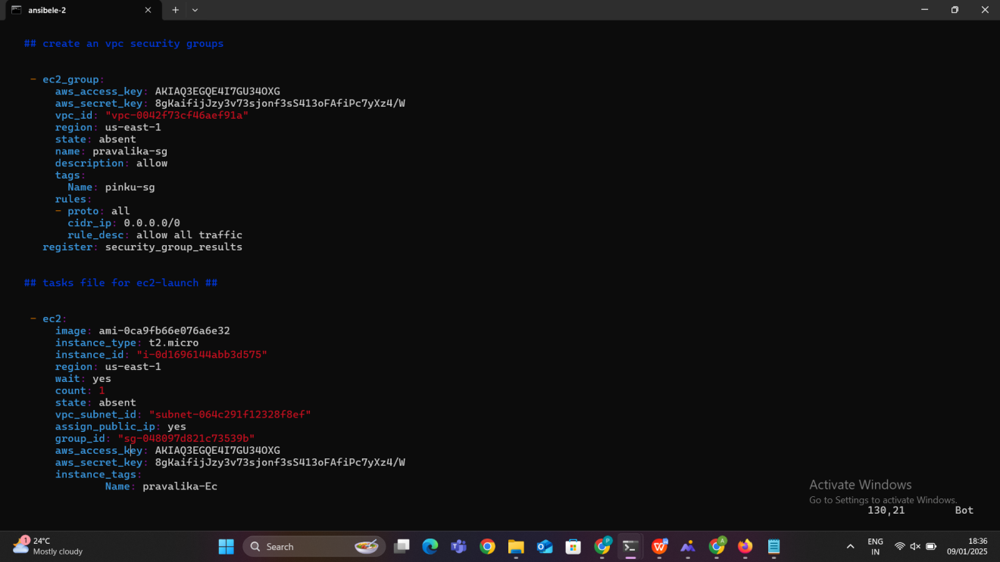 ansibele-2
## create an vpc security groups
- ec2_group:
aws_access_key: AKIAQ3EGQE4I7GU34OXG
aws_secret_key: 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
vpc_id: "vpc-0042f73cf46aef91a"
region: us-east-1
state: absent
name: pravalika-sg
description: allow
tags:
Name: pinku-sg
rules:
- proto: all
cidr_ip: 0.0.0.0/0
rule_desc: allow all traffic
register: security_group_results
## tasks file for ec2-launch ##
- ec2:
image: ami-0ca9fb66e076a6e32
instance_type: t2.micro
instance_id: "i-0d1696144abb3d575"
region: us-east-1
wait: yes
count: 1
state: absent
vpc_subnet_id: "subnet-064c291f12328f8ef"
assign_public_ip: yes
group_id: "sg-048097d821c73539b"
aws_access_key: AKIAQ3EGQE4I7GU34OXG
aws_secret_key: 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
instance_tags:
Name: pravalika-Ec
Activate Windows
Go to Settings to activate Windows.
130,21 Bot
1
24°C
Mostly cloudy
Search
ENG
IN
18:36
09/01/2025